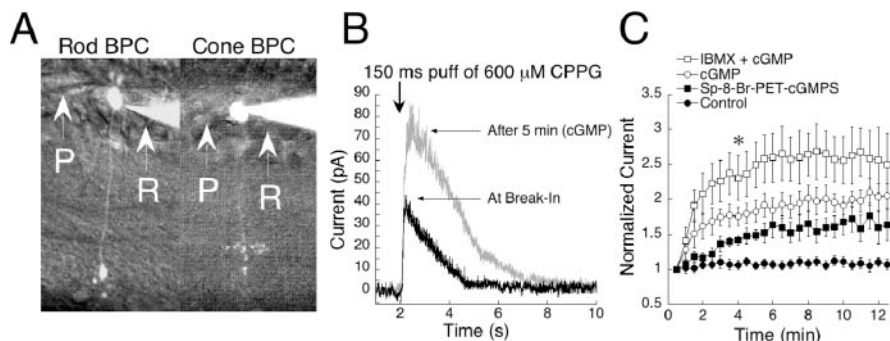 A
Rod BPC
Cone BPC
P
R
P
R
B
150 ms puff of 600 μM CPPG
90
80
70
60
50
40
30
20
10
0
Current (pA)
After 5 min (cGMP)
At Break-In
2
4
6
8
10
Time (s)
C
IBMX + cGMP
cGMP
Sp-8-Br-PET-cGMPS
Control
3.5
3
2.5
2
1.5
1
0.5
Normalized Current
*
0
2
4
6
8
10
12
Time (min)